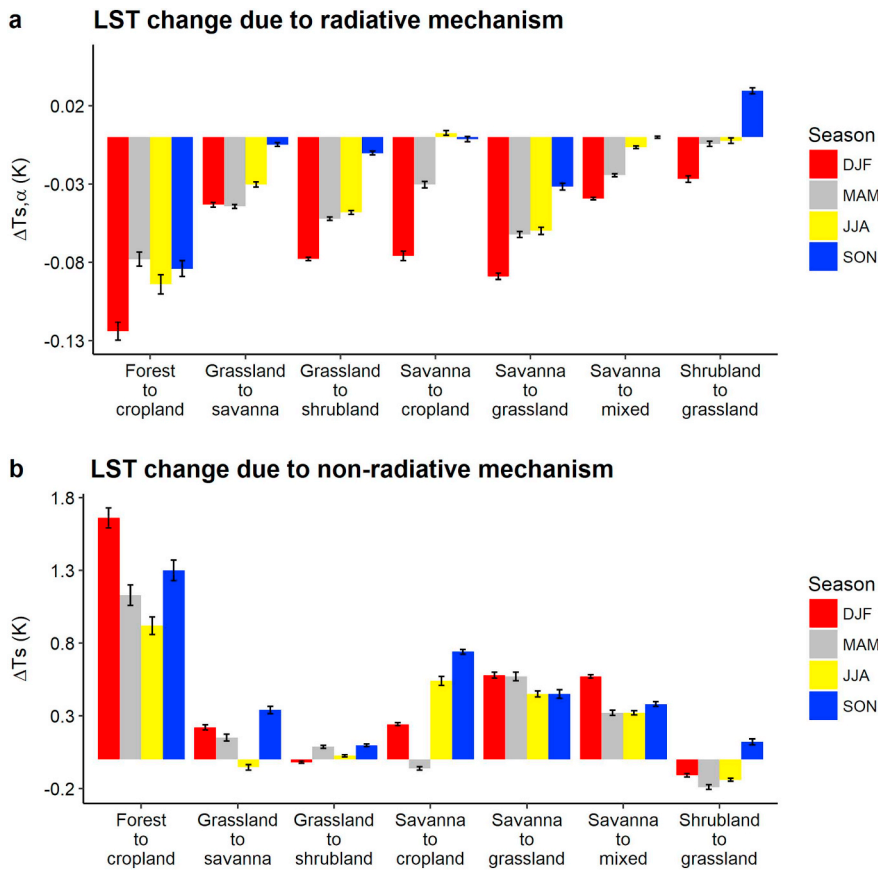 a LST change due to radiative mechanism
0.02
-0.03
-0.08
-0.13
ΔTs,α (K)
Forest to cropland
Grassland to savanna
Grassland to shrubland
Savanna to cropland
Savanna to grassland
Savanna to mixed
Shrubland to grassland
Season
DJF
MAM
JJA
SON
b LST change due to non-radiative mechanism
1.8
1.3
0.8
0.3
-0.2
ΔTs (K)
Forest to cropland
Grassland to savanna
Grassland to shrubland
Savanna to cropland
Savanna to grassland
Savanna to mixed
Shrubland to grassland
Season
DJF
MAM
JJA
SON